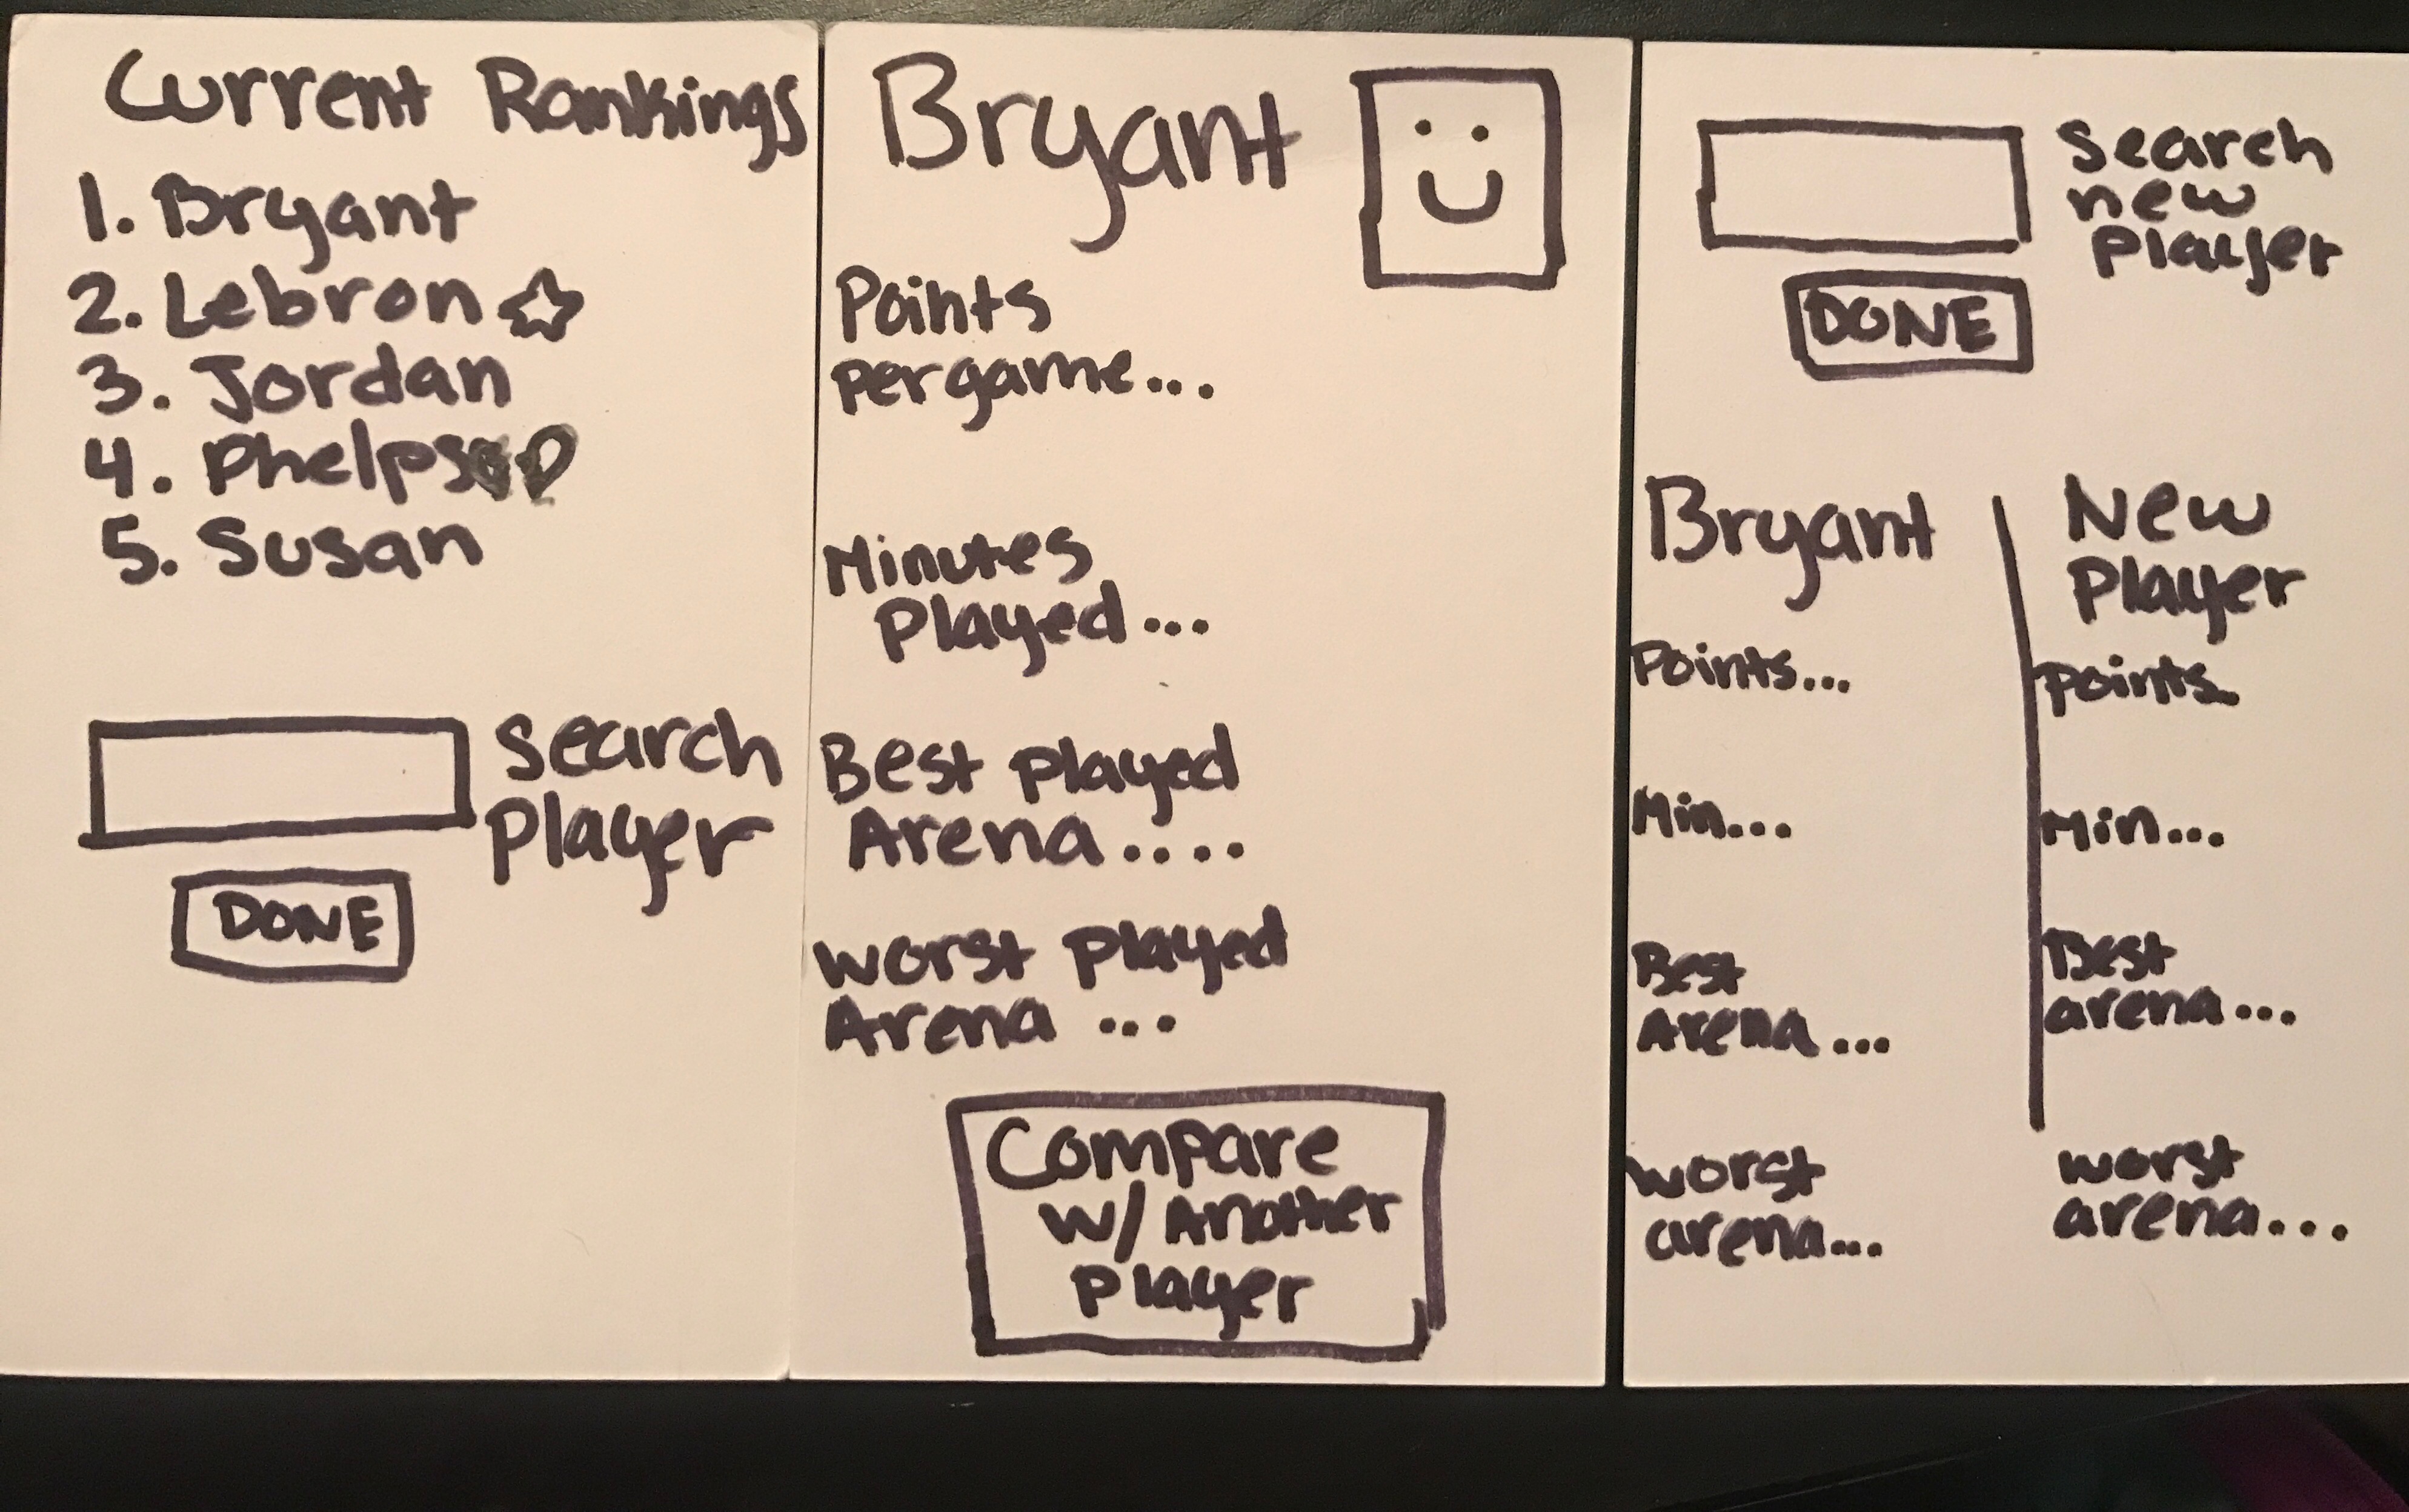 Current Rankings
1. Bryant
2. Lebron
3. Jordan
4. Phelps
5. Susan
Search
Player
DONE
Bryant
Points
per game...
Minutes
Played...
Best Played
Arena....
Worst Played
Arena ...
Compare
w/ Another
Player
Search
new
Player
DONE
Bryant
Points...
Min...
Best
Arena...
worst
arena...
New
Player
Points..
Min...
Best
arena...
worst
arena...